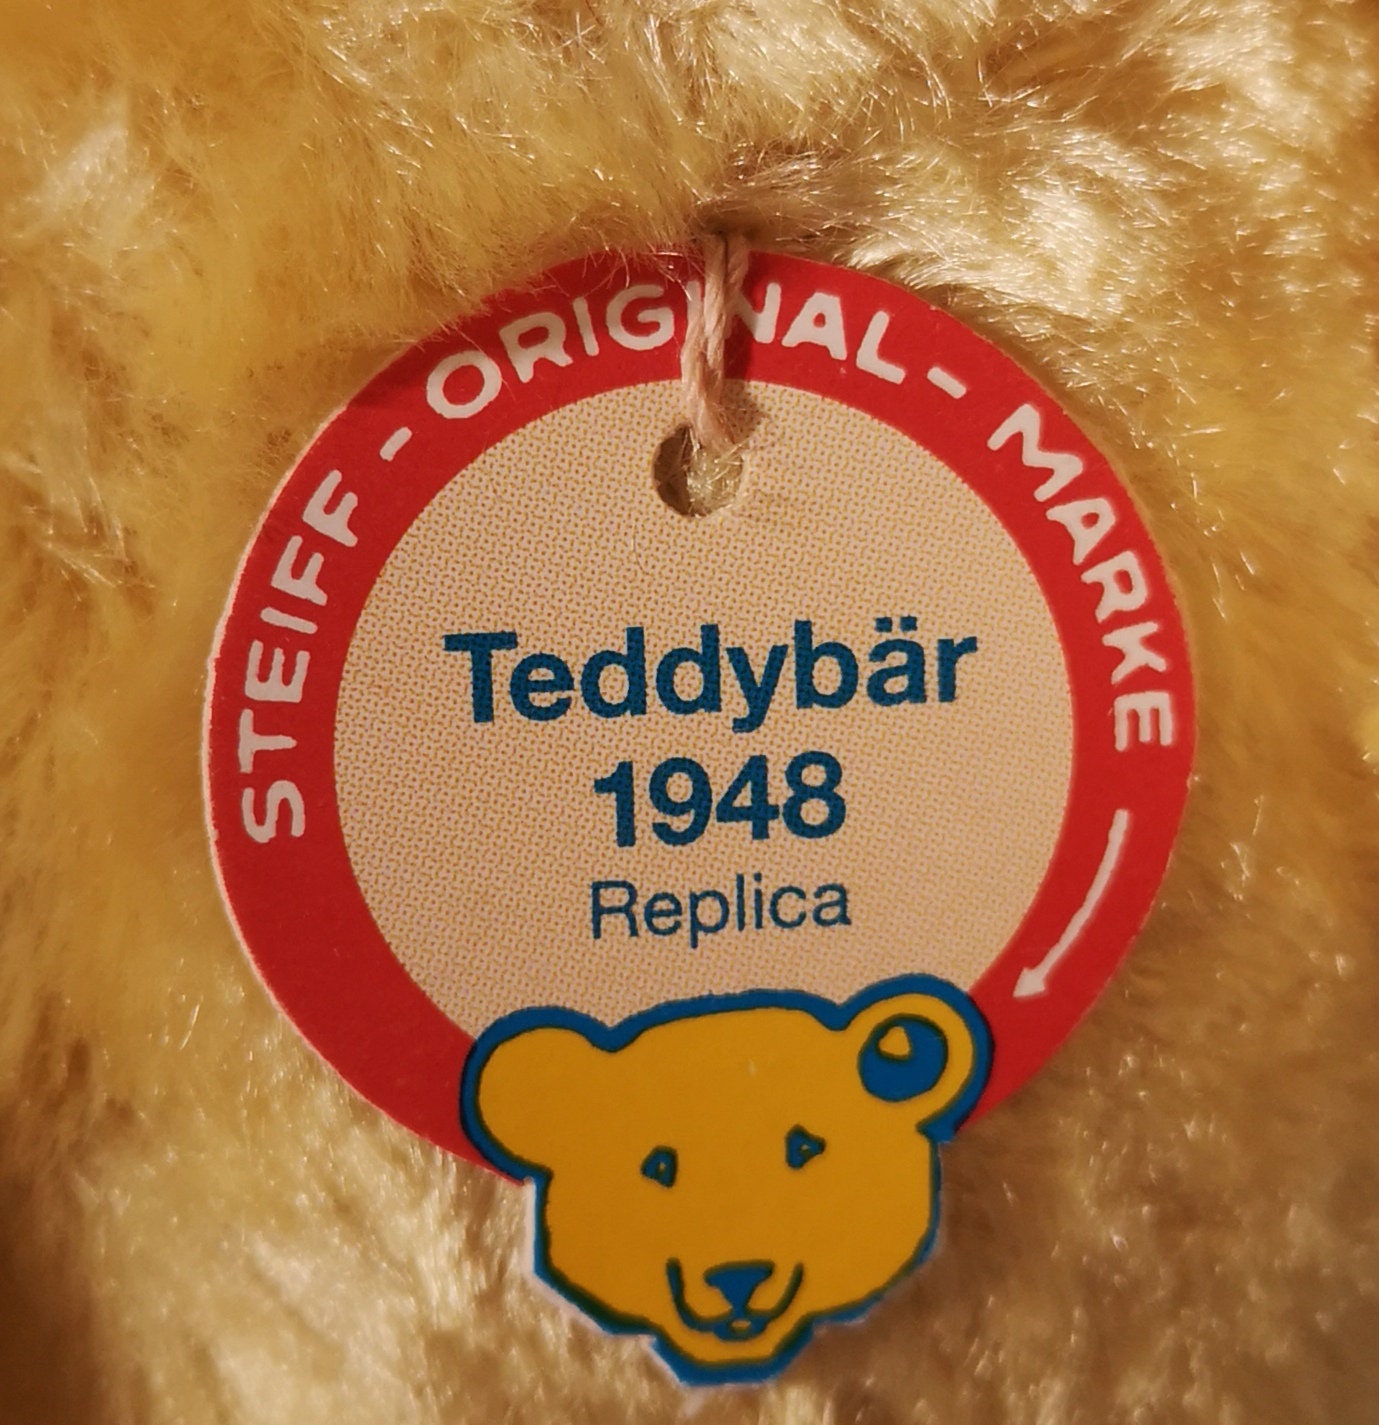 STEIFF - ORIGINAL - MARKE
Teddybär
1948
Replica